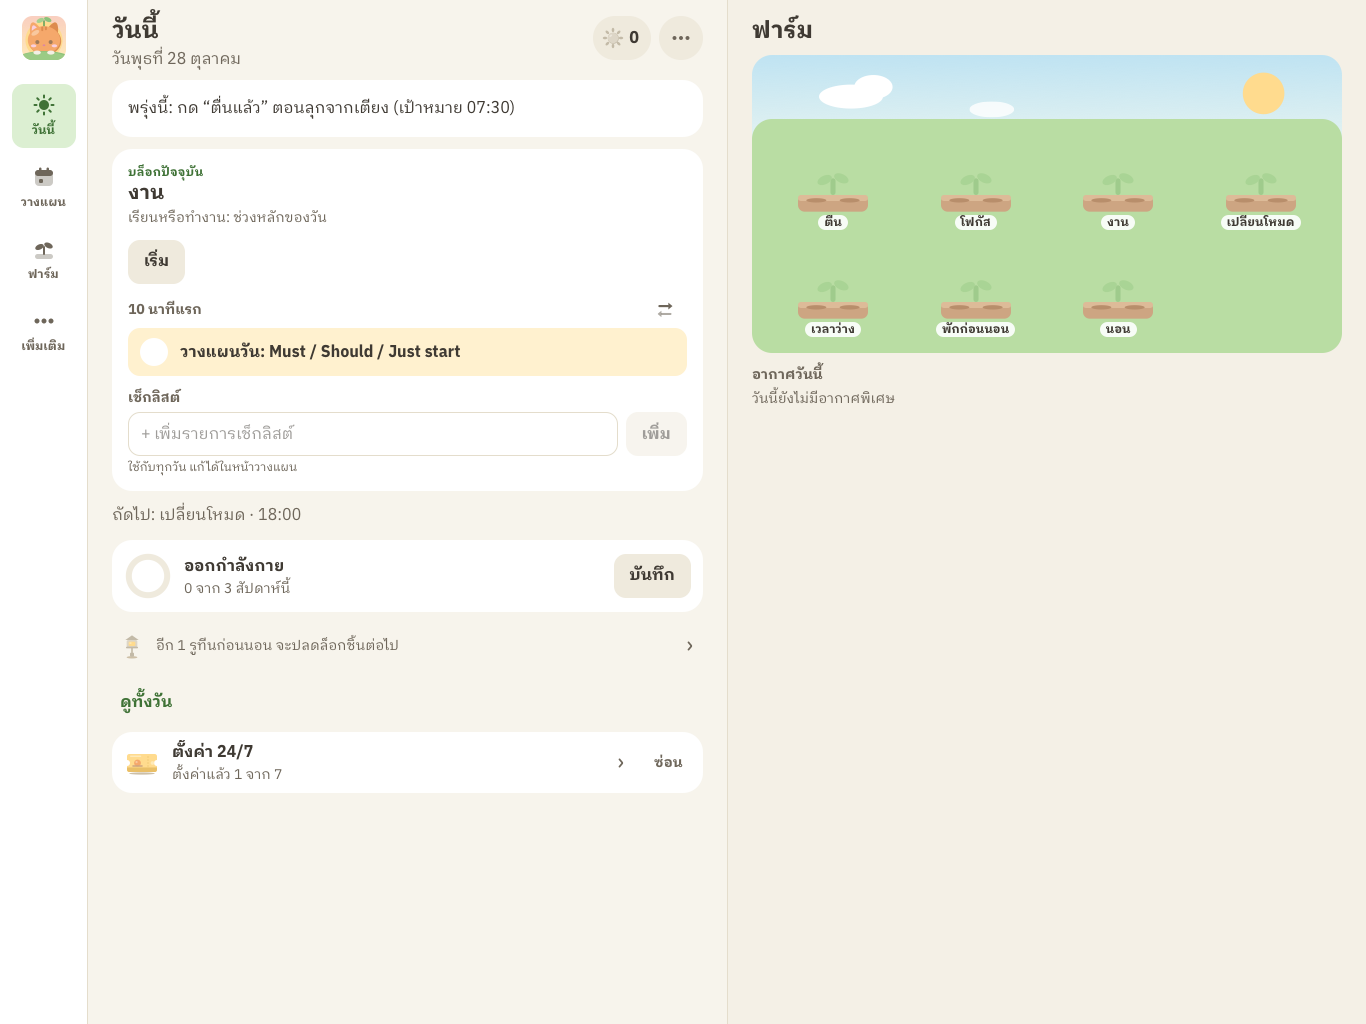 วันนี้
วางแผน
ฟาร์ม
เพิ่มเติม
วันนี้
วันพุธที่ 28 ตุลาคม
0
พรุ่งนี้: กด “ตื่นแล้ว” ตอนลุกจากเตียง (เป้าหมาย 07:30)
บล็อกปัจจุบัน
งาน
เรียนหรือทำงาน: ช่วงหลักของวัน
เริ่ม
10 นาทีแรก
วางแผนวัน: Must / Should / Just start
เช็กลิสต์
+ เพิ่มรายการเช็กลิสต์
เพิ่ม
ใช้กับทุกวัน แก้ได้ในหน้าวางแผน
ถัดไป: เปลี่ยนโหมด · 18:00
ออกกำลังกาย
0 จาก 3 สัปดาห์นี้
บันทึก
อีก 1 รูทีนก่อนนอน จะปลดล็อกชิ้นต่อไป
ดูทั้งวัน
ตั้งค่า 24/7
ตั้งค่าแล้ว 1 จาก 7
ซ่อน
ฟาร์ม
ตื่น
โฟกัส
งาน
เปลี่ยนโหมด
เวลาว่าง
พักก่อนนอน
นอน
อากาศวันนี้
วันนี้ยังไม่มีอากาศพิเศษ